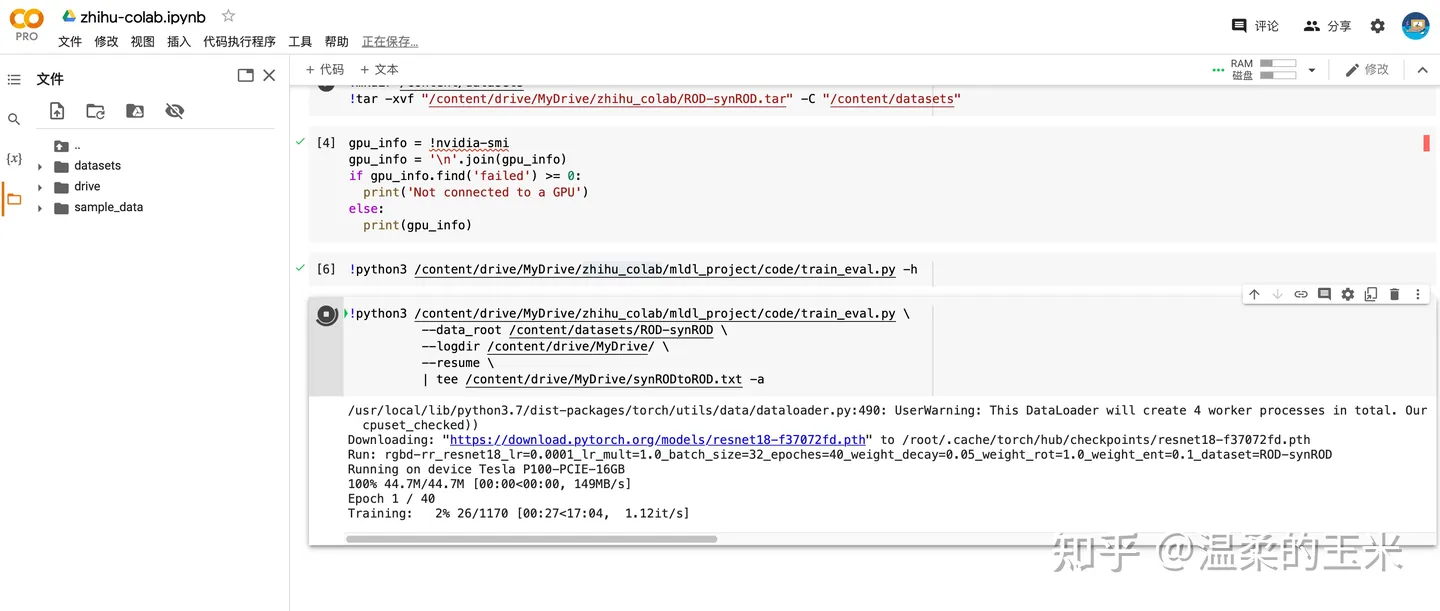 CO
PRO
zhihu-colab.ipynb
文件 修改 视图 插入 代码执行程序 工具 帮助 正在保存…
评论 分享
文件
+ 代码 + 文本
RAM
磁盘
修改
{x}
..
datasets
drive
sample_data
!tar -xvf "/content/drive/MyDrive/zhihu_colab/ROD-synROD.tar" -C "/content/datasets"
[4] gpu_info = !nvidia-smi
gpu_info = '\n'.join(gpu_info)
if gpu_info.find('failed') >= 0:
print('Not connected to a GPU')
else:
print(gpu_info)
[6] !python3 /content/drive/MyDrive/zhihu_colab/mldl_project/code/train_eval.py -h
!python3 /content/drive/MyDrive/zhihu_colab/mldl_project/code/train_eval.py \
--data_root /content/datasets/ROD-synROD \
--logdir /content/drive/MyDrive/ \
--resume \
| tee /content/drive/MyDrive/synRODtoROD.txt -a
/usr/local/lib/python3.7/dist-packages/torch/utils/data/dataloader.py:490: UserWarning: This DataLoader will create 4 worker processes in total. Our
cpuset_checked))
Downloading: "https://download.pytorch.org/models/resnet18-f37072fd.pth" to /root/.cache/torch/hub/checkpoints/resnet18-f37072fd.pth
Run: rgbd-rr_resnet18_lr=0.0001_lr_mult=1.0_batch_size=32_epoches=40_weight_decay=0.05_weight_rot=1.0_weight_ent=0.1_dataset=ROD-synROD
Running on device Tesla P100-PCIE-16GB
100% 44.7M/44.7M [00:00<00:00, 149MB/s]
Epoch 1 / 40
Training: 2% 26/1170 [00:27<17:04, 1.12it/s]
知乎 @温柔的玉米